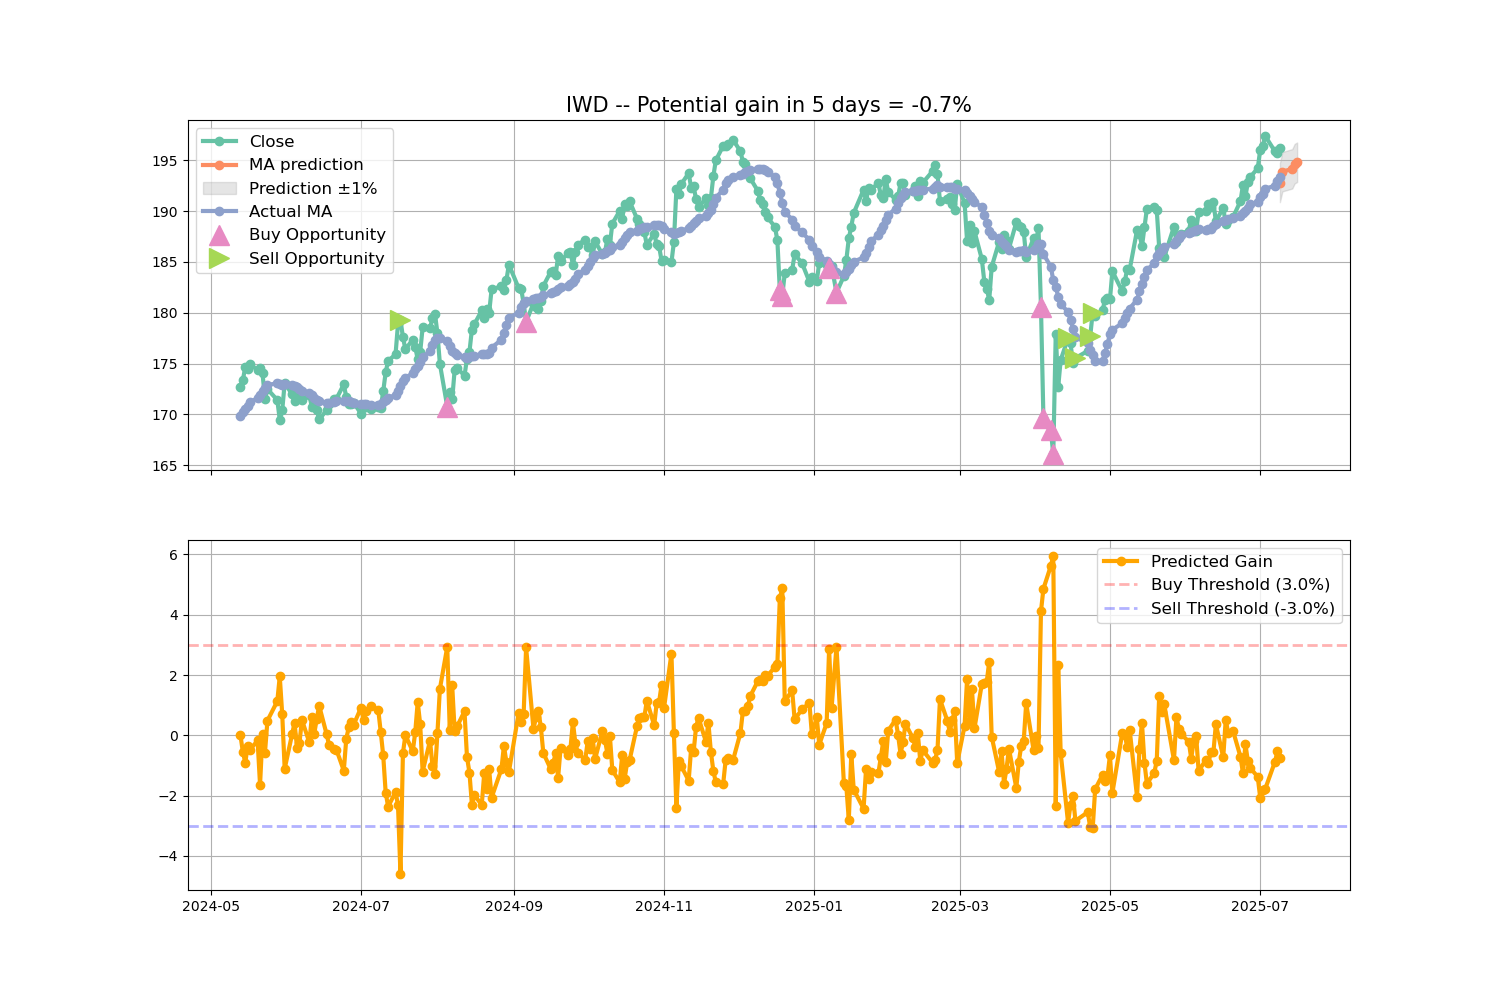 IWD -- Potential gain in 5 days = -0.7%
Close
MA prediction
Prediction ±1%
Actual MA
Buy Opportunity
Sell Opportunity
195
190
185
180
175
170
165
Predicted Gain
Buy Threshold (3.0%)
Sell Threshold (-3.0%)
6
4
2
0
−2
−4
2024-05 2024-07 2024-09 2024-11 2025-01 2025-03 2025-05 2025-07